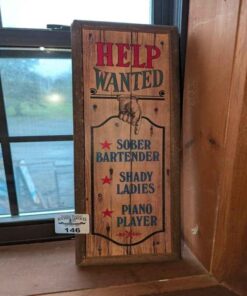 HELP
WANTED
SOBER
BARTENDER
SHADY
LADIES
PIANO
PLAYER
146